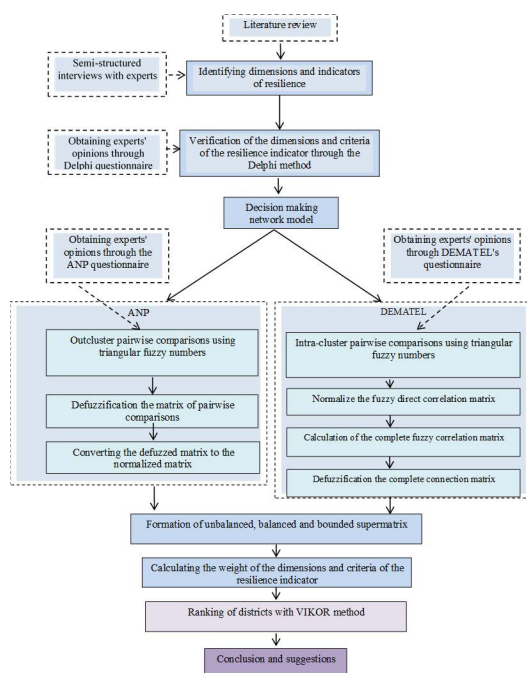 Literature review
Semi-structured
interviews with experts
Identifying dimensions and indicators
of resilience
Obtaining experts'
opinions through
Delphi questionnaire
Verification of the dimensions and criteria
of the resilience indicator through the
Delphi method
Decision making
network model
Obtaining experts'
opinions through the
ANP questionnaire
Obtaining experts' opinions
through DEMATEL's
questionnaire
ANP
Outcluster pairwise comparisons using
triangular fuzzy numbers
Defuzzification the matrix of pairwise
comparisons
Converting the defuzzed matrix to the
normalized matrix
DEMATEL
Intra-cluster pairwise comparisons using triangular
fuzzy numbers
Normalize the fuzzy direct correlation matrix
Calculation of the complete fuzzy correlation matrix
Defuzzification the complete connection matrix
Formation of unbalanced, balanced and bounded supermatrix
Calculating the weight of the dimensions and criteria of the
resilience indicator
Ranking of districts with VIKOR method
Conclusion and suggestions